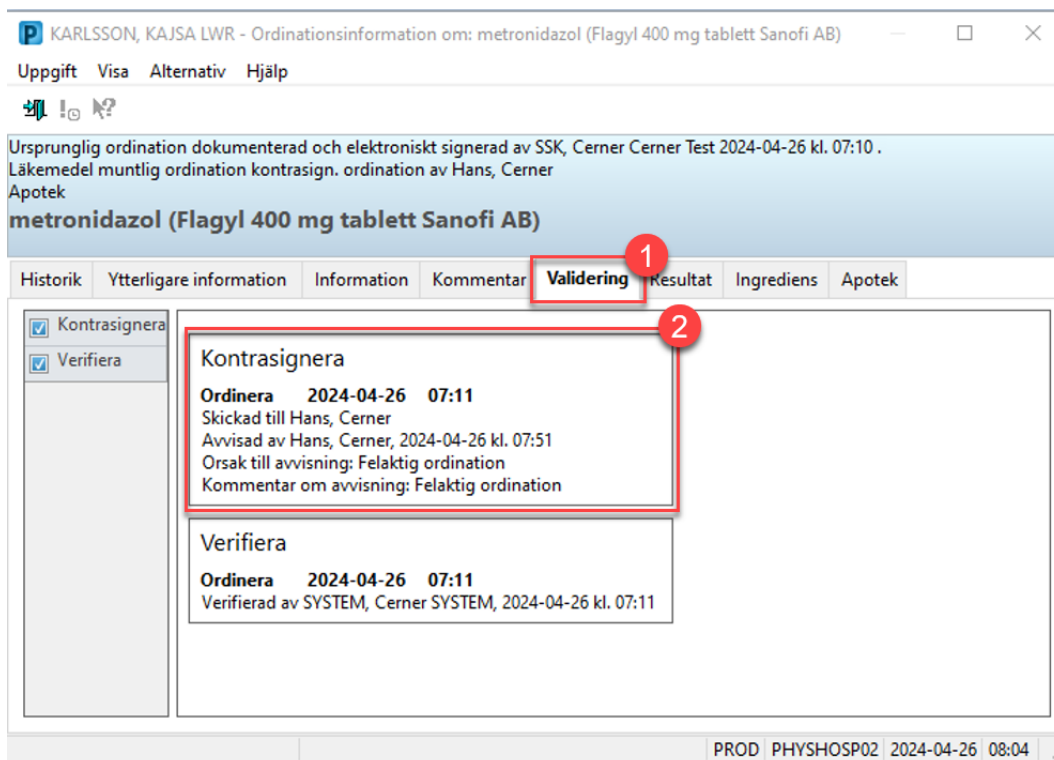 P KARLSSON, KAJSA LWR - Ordinationsinformation om: metronidazol (Flagyl 400 mg tablett Sanofi AB)
Uppgift Visa Alternativ Hjälp
Ursprunglig ordination dokumenterad och elektroniskt signerad av SSK, Cerner Cerner Test 2024-04-26 kl. 07:10 .
Läkemedel muntlig ordination kontrasign. ordination av Hans, Cerner
Apotek
metronidazol (Flagyl 400 mg tablett Sanofi AB)
1
Historik Ytterligare information Information Kommentar Validering Resultat Ingrediens Apotek
2
Kontrasignera
Verifiera
Kontrasignera
Ordinera 2024-04-26 07:11
Skickad till Hans, Cerner
Avvisad av Hans, Cerner, 2024-04-26 kl. 07:51
Orsak till avvisning: Felaktig ordination
Kommentar om avvisning: Felaktig ordination
Verifiera
Ordinera 2024-04-26 07:11
Verifierad av SYSTEM, Cerner SYSTEM, 2024-04-26 kl. 07:11
PROD PHYSHOSP02 2024-04-26 08:04